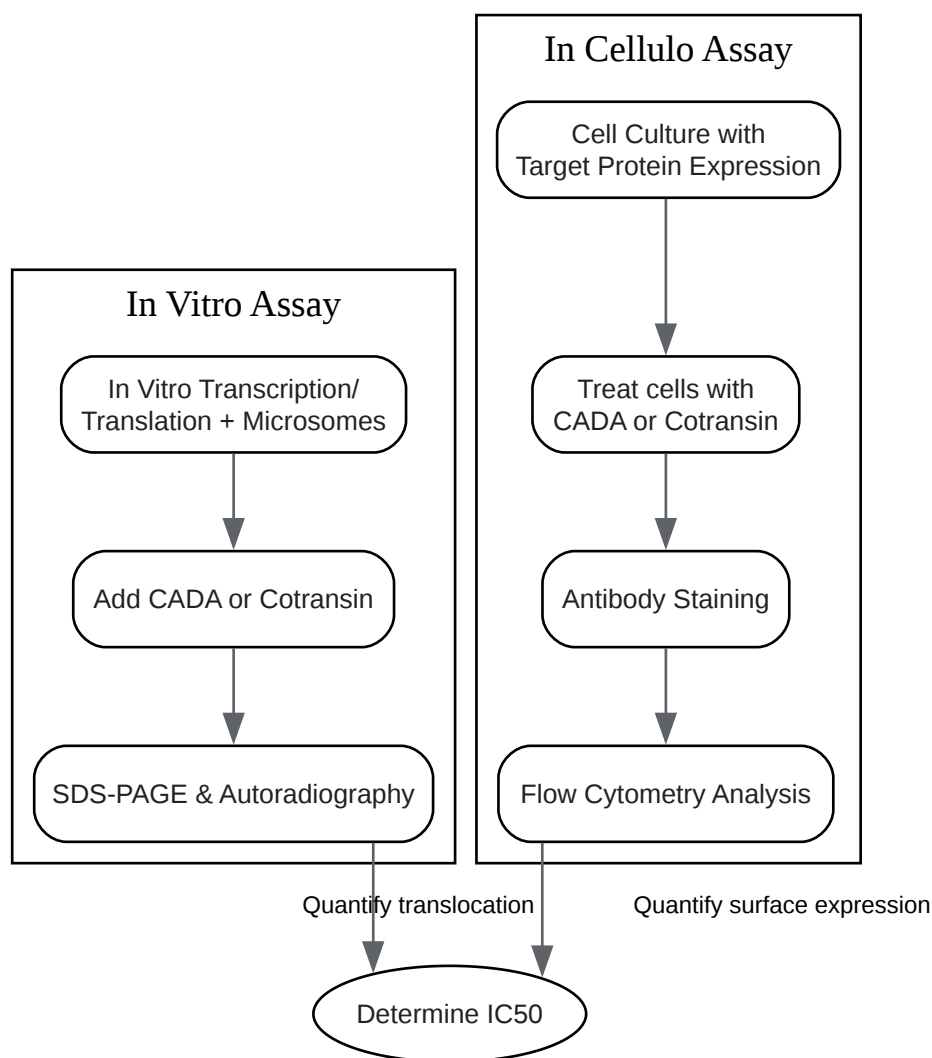 In Cellulo Assay
Cell Culture with
Target Protein Expression
In Vitro Assay
In Vitro Transcription/
Translation + Microsomes
Treat cells with
CADA or Cotransin
Add CADA or Cotransin
Antibody Staining
SDS-PAGE & Autoradiography
Flow Cytometry Analysis
Quantify translocation
Quantify surface expression
Determine IC50